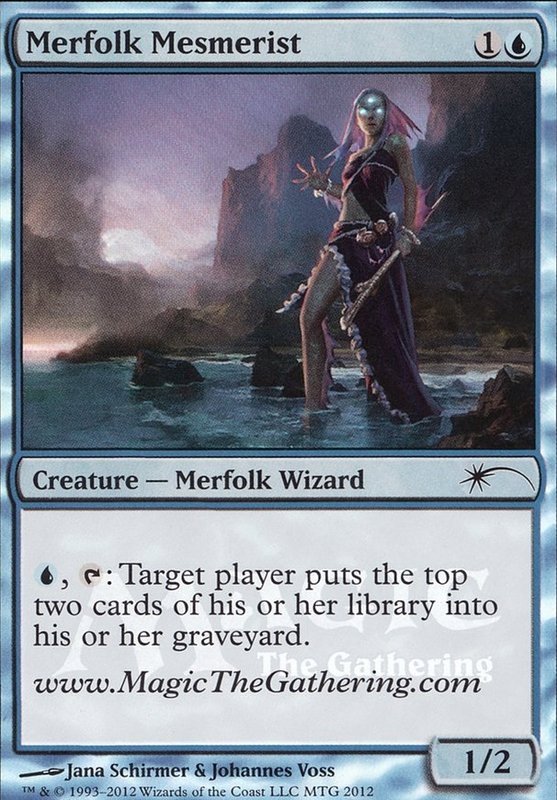 Merfolk Mesmerist 1
Creature — Merfolk Wizard
Magic
The Gathering
, : Target player puts the top
two cards of his or her library into
his or her graveyard.
www.MagicTheGathering.com
1/2
Jana Schirmer & Johannes Voss
™ & © 1993–2012 Wizards of the Coast LLC MTG 2012